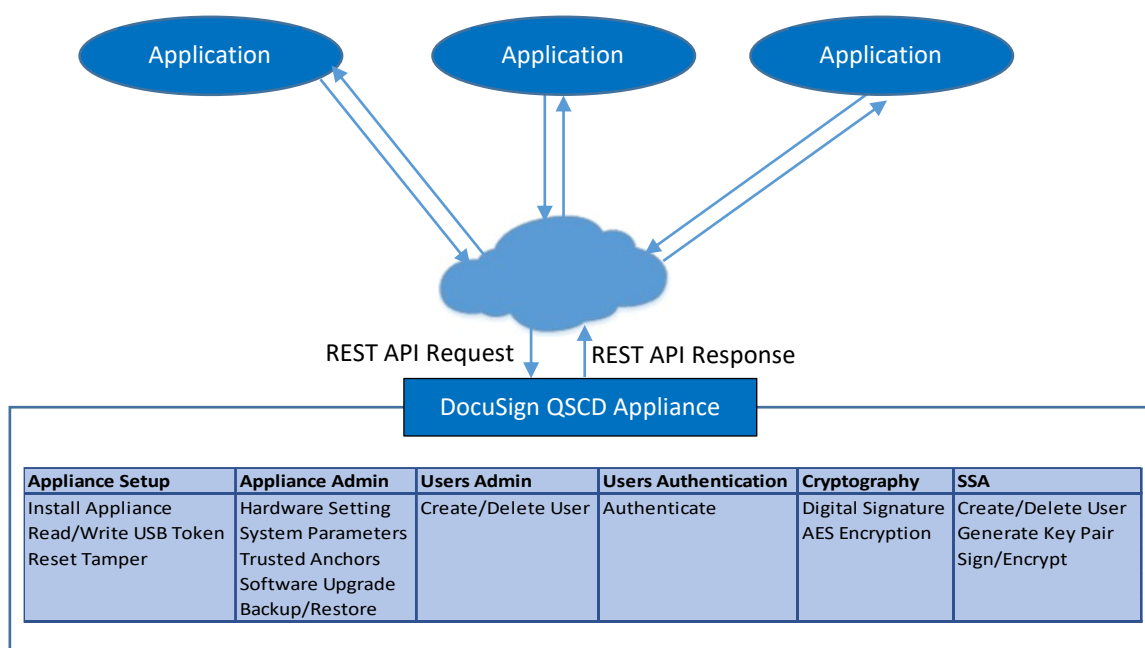 Application
Application
Application
REST API Request
REST API Response
DocuSign QSCD Appliance
Appliance Setup
Install Appliance
Read/Write USB Token
Reset Tamper
Appliance Admin
Hardware Setting
System Parameters
Trusted Anchors
Software Upgrade
Backup/Restore
Users Admin
Create/Delete User
Users Authentication
Authenticate
Cryptography
Digital Signature
AES Encryption
SSA
Create/Delete User
Generate Key Pair
Sign/Encrypt